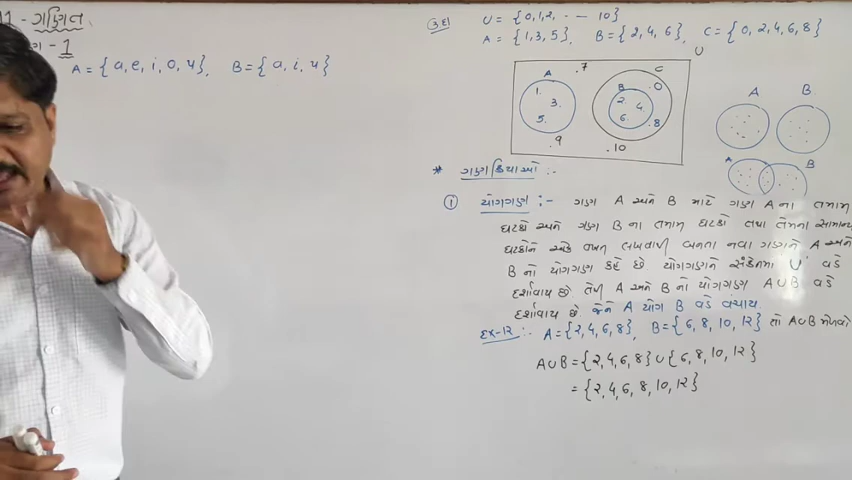 11 - ગણિત
- 1
A = {a, e, i, o, u}, B = {a, i, u}
ઉદા U = {0, 1, 2, - - - 10}
A = {1, 3, 5}, B = {2, 4, 6}, C = {0, 2, 4, 6, 8}
U
A .7 C
1. 3. 5.
B 2. 4. 6. .0 .8
.9 .10
A B
A B
* ગણક્રિયાઓ :-
① યોગગણ :- ગણ A અને B માટે ગણ A ના તમામ
ઘટકો અને ગણ B ના તમામ ઘટકો તથા તેમના સામાન્ય
ઘટકોને એક વખત લખવાથી બનતા નવા ગણને A અને
B નો યોગગણ કહે છે યોગગણને સંકેતમાં 'U' વડે
દર્શાવાય છે તેથી A અને B નો યોગગણ A∪B વડે
દર્શાવાય છે. જેને A યોગ B વડે વંચાય.
Ex-12 :- A = {2, 4, 6, 8}, B = {6, 8, 10, 12} તો A∪B મેળવો
A∪B = {2, 4, 6, 8} ∪ {6, 8, 10, 12}
= {2, 4, 6, 8, 10, 12}